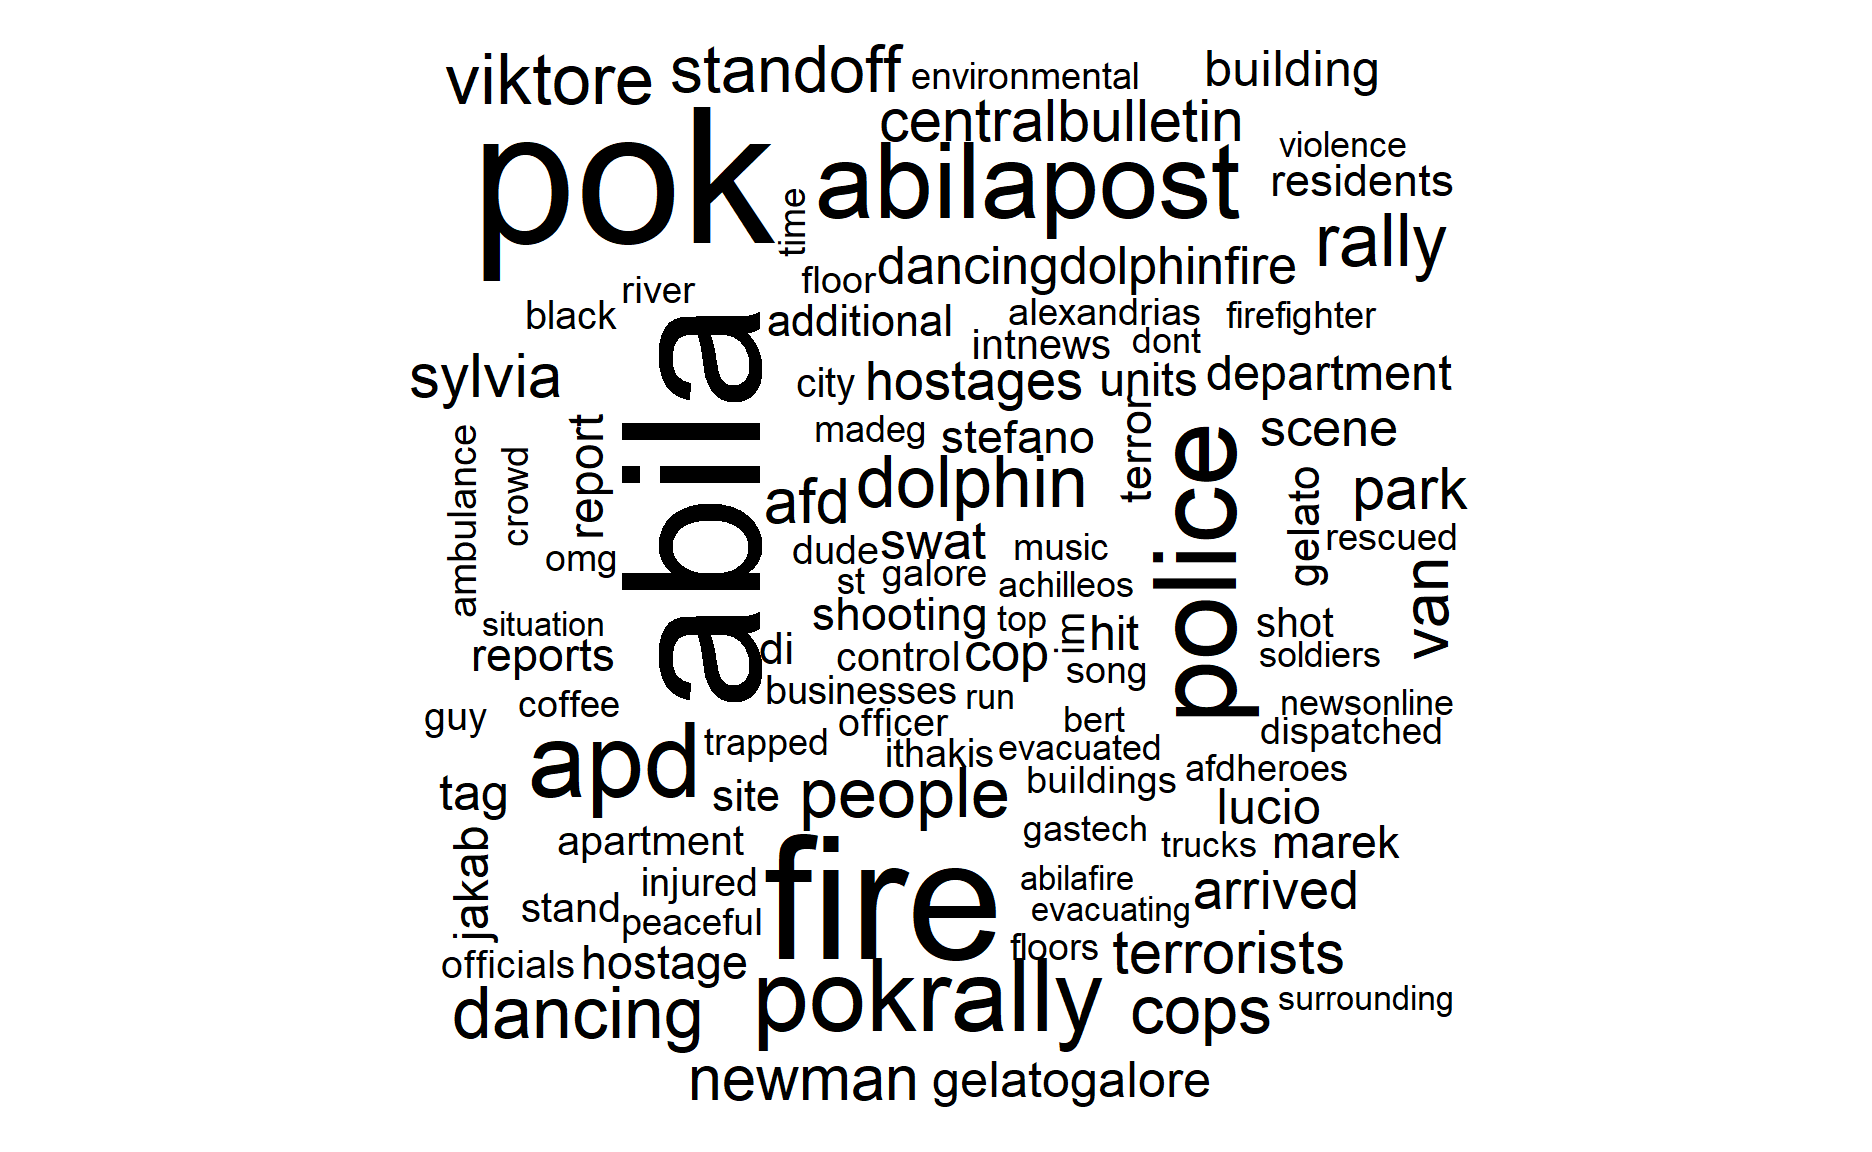 viktore standoff environmental building
centralbulletin
pok abilapost violence
residents
time rally
floor dancingdolphinfire
river
black additional alexandrias firefighter
intnews dont
sylvia abila city hostages units department
madeg stefano terror scene
ambulance crowd report afd dolphin police gelato park
omg dude swat music rescued
st galore achilleos van
situation shooting top im hit shot
reports di control cop song soldiers
businesses run newsonline
guy coffee officer bert dispatched
apd trapped ithakis evacuated
tag site people buildings afdheroes
lucio
jakab apartment gastech trucks marek
injured fire abilafire arrived
stand peaceful evacuating
officials hostage floors terrorists
dancing pokrally cops surrounding
newman gelatogalore